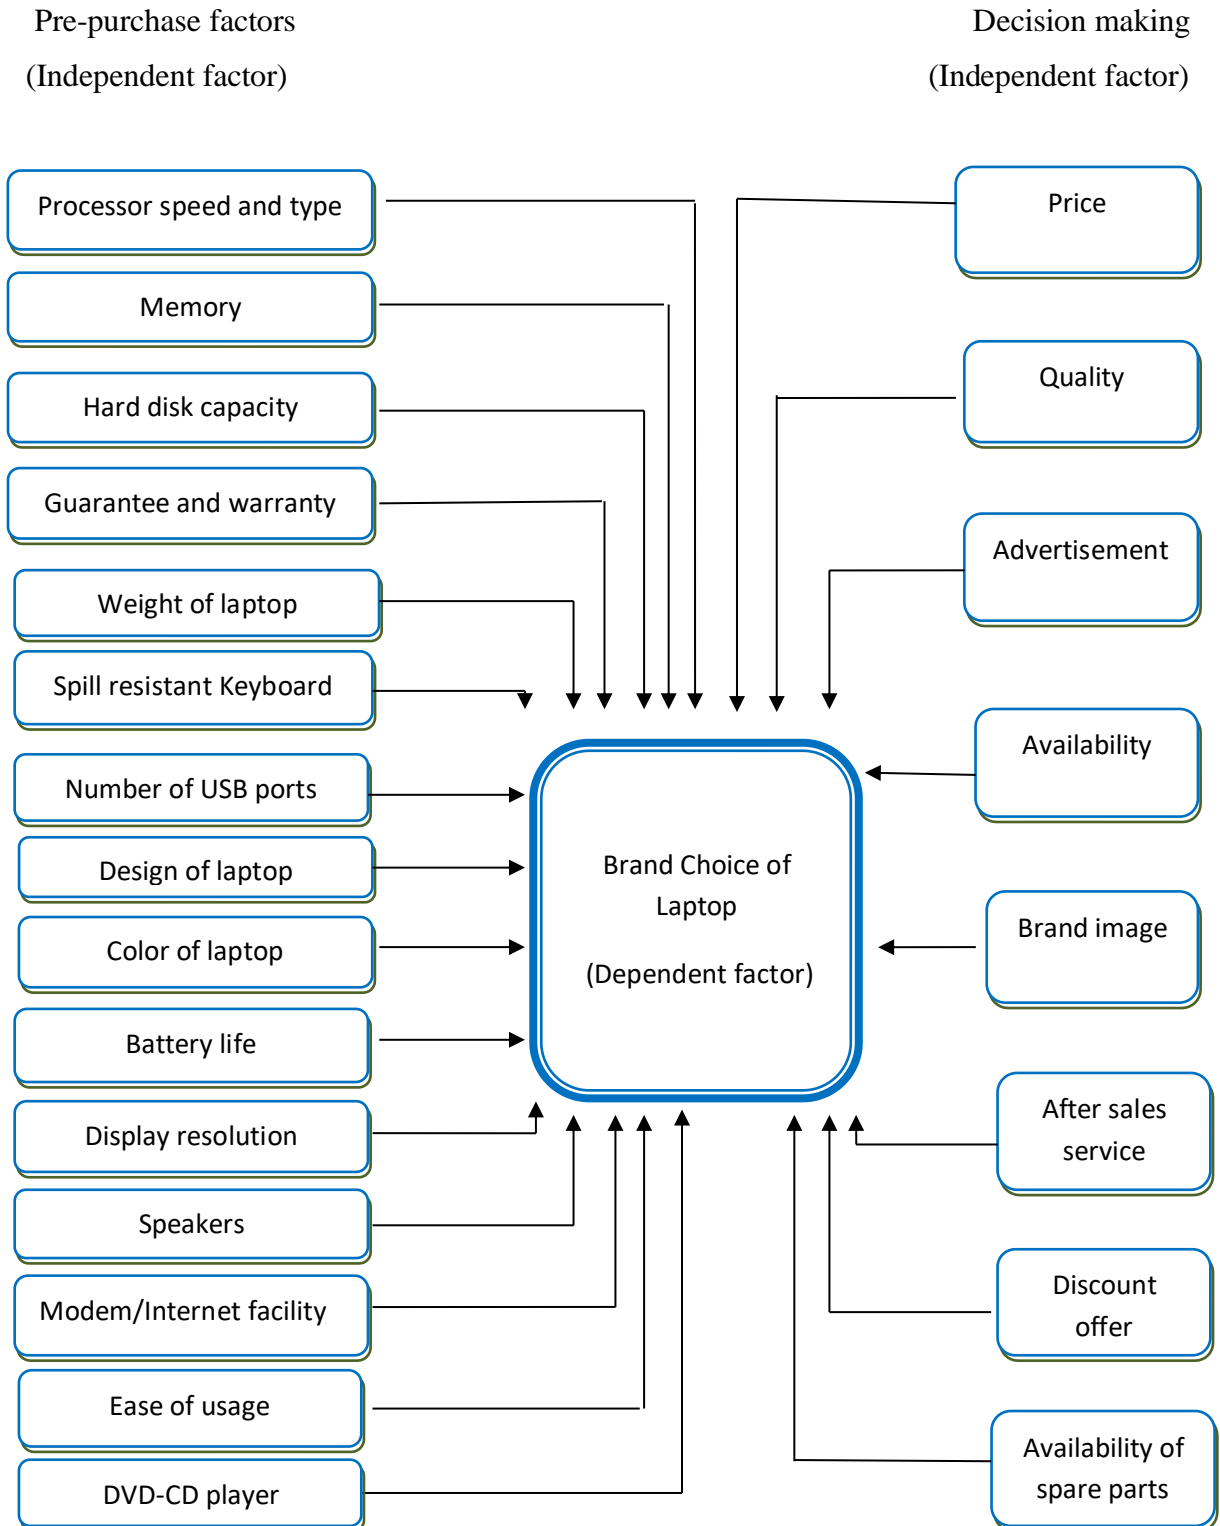 Pre-purchase factors
(Independent factor)
Decision making
(Independent factor)
Processor speed and type
Memory
Hard disk capacity
Guarantee and warranty
Weight of laptop
Spill resistant Keyboard
Number of USB ports
Design of laptop
Color of laptop
Battery life
Display resolution
Speakers
Modem/Internet facility
Ease of usage
DVD-CD player
Brand Choice of
Laptop
(Dependent factor)
Price
Quality
Advertisement
Availability
Brand image
After sales
service
Discount
offer
Availability of
spare parts